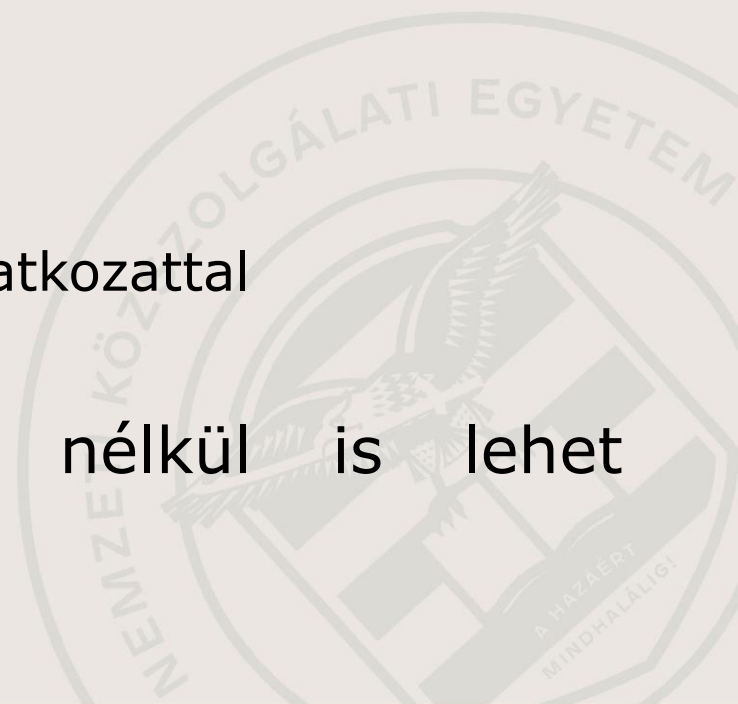 NEMZETI KÖZSZOLGÁLATI EGYETEM
atkozattal
nélkül is lehet
A HAZÁÉRT
MINDHALÁLIG!